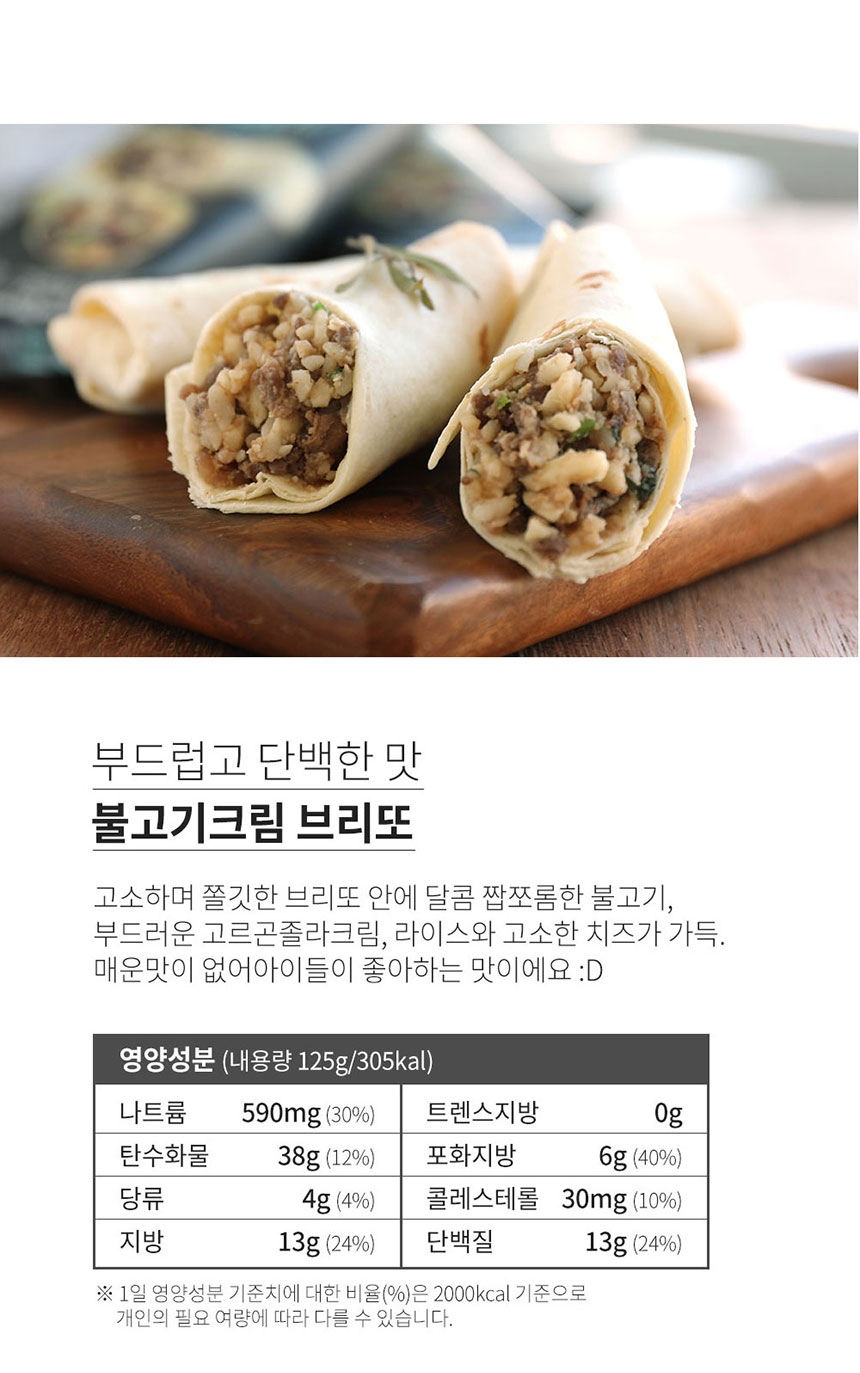 부드럽고 단백한 맛
불고기크림 브리또
고소하며 쫄깃한 브리또 안에 달콤 짭쪼롬한 불고기,
부드러운 고르곤졸라크림, 라이스와 고소한 치즈가 가득.
매운맛이 없어아이들이 좋아하는 맛이에요 :D
영양성분 (내용량 125g/305kal)
나트륨 590mg (30%) 트렌스지방 0g
탄수화물 38g (12%) 포화지방 6g (40%)
당류 4g (4%) 콜레스테롤 30mg (10%)
지방 13g (24%) 단백질 13g (24%)
※ 1일 영양성분 기준치에 대한 비율(%)은 2000kcal 기준으로
개인의 필요 여량에 따라 다를 수 있습니다.